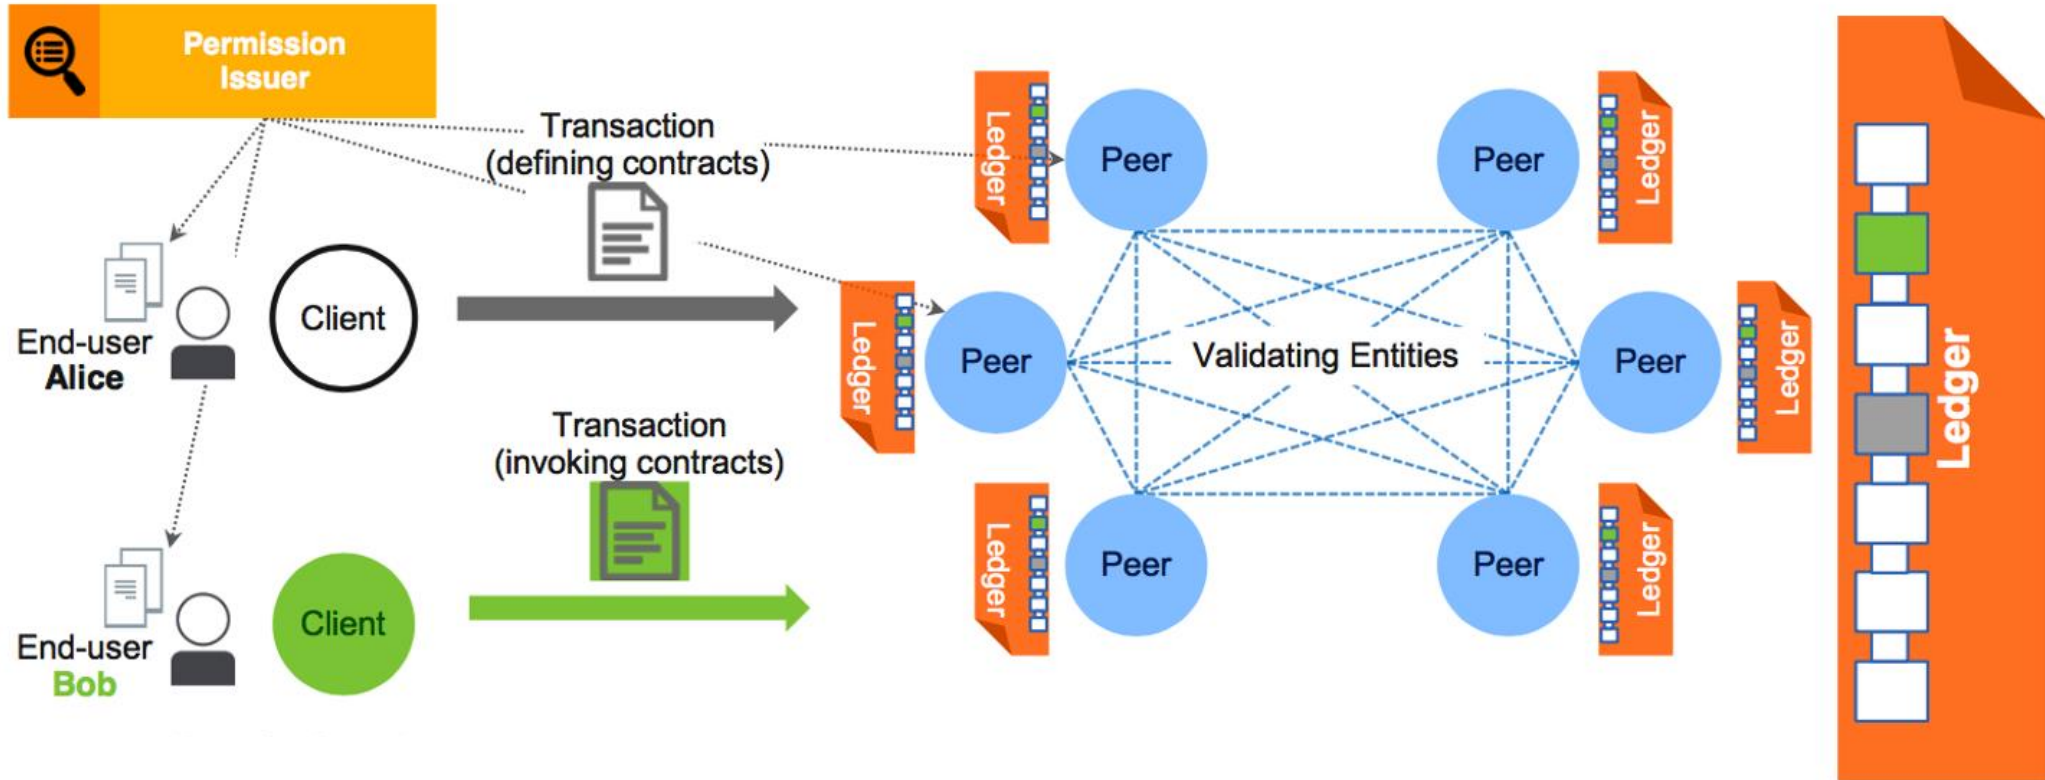 Permission
Issuer
Transaction
(defining contracts)
End-user
Alice
Client
Transaction
(invoking contracts)
End-user
Bob
Client
Ledger
Peer
Peer
Ledger
Ledger
Peer
Validating Entities
Peer
Ledger
Ledger
Peer
Peer
Ledger
Ledger